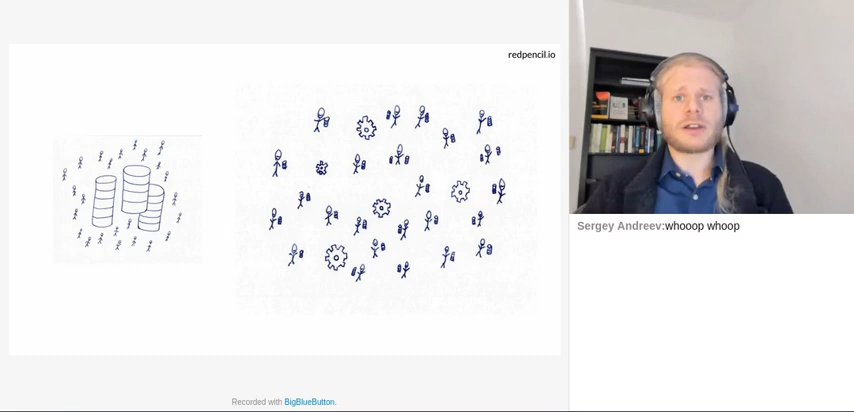 redpencil.io
Sergey Andreev:whooop whoop
Recorded with BigBlueButton.